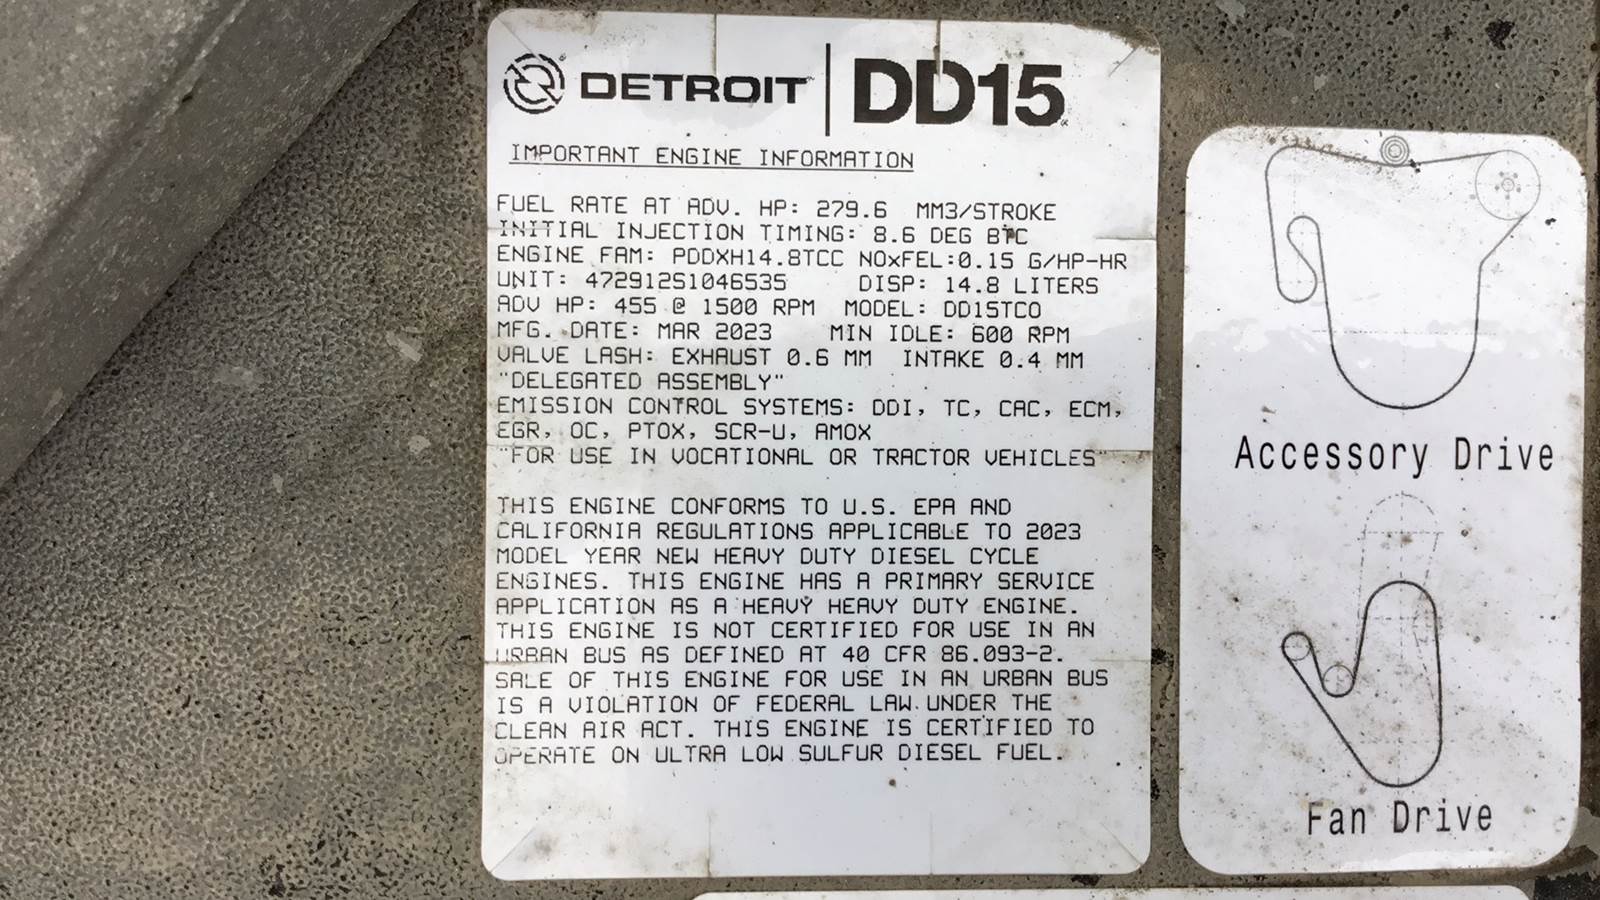 DETROIT DD15
IMPORTANT ENGINE INFORMATION
FUEL RATE AT ADV. HP: 279.6 MM3/STROKE
INITIAL INJECTION TIMING: 8.6 DEG BTC
ENGINE FAM: PDDXH14.8TCC NOxFEL:0.15 G/HP-HR
UNIT: 472912S1046535 DISP: 14.8 LITERS
ADV HP: 455 @ 1500 RPM MODEL: DD15TCO
MFG. DATE: MAR 2023 MIN IDLE: 600 RPM
VALVE LASH: EXHAUST 0.6 MM INTAKE 0.4 MM
"DELEGATED ASSEMBLY"
EMISSION CONTROL SYSTEMS: DDI, TC, CAC, ECM,
EGR, OC, PTOX, SCR-U, AMOX
"FOR USE IN VOCATIONAL OR TRACTOR VEHICLES"
THIS ENGINE CONFORMS TO U.S. EPA AND
CALIFORNIA REGULATIONS APPLICABLE TO 2023
MODEL YEAR NEW HEAVY DUTY DIESEL CYCLE
ENGINES. THIS ENGINE HAS A PRIMARY SERVICE
APPLICATION AS A HEAVY HEAVY DUTY ENGINE.
THIS ENGINE IS NOT CERTIFIED FOR USE IN AN
URBAN BUS AS DEFINED AT 40 CFR 86.093-2.
SALE OF THIS ENGINE FOR USE IN AN URBAN BUS
IS A VIOLATION OF FEDERAL LAW UNDER THE
CLEAN AIR ACT. THIS ENGINE IS CERTIFIED TO
OPERATE ON ULTRA LOW SULFUR DIESEL FUEL.
Accessory Drive
Fan Drive